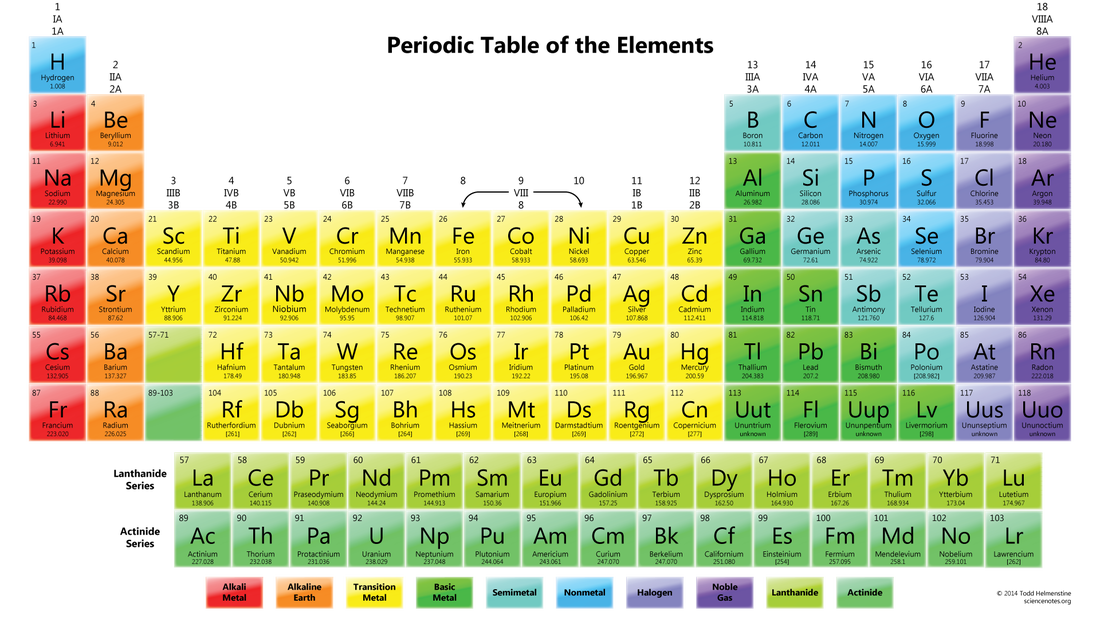 1
IA
1A
18
VIIIA
8A
Periodic Table of the Elements
1 2
H He
Hydrogen Helium
1.008 4.003
2 13 14 15 16 17
IIA IIIA IVA VA VIA VIIA
2A 3A 4A 5A 6A 7A
3 4 5 6 7 8 9 10
Li Be B C N O F Ne
Lithium Beryllium Boron Carbon Nitrogen Oxygen Fluorine Neon
6.941 9.012 10.811 12.011 14.007 15.999 18.998 20.180
11 12 13 14 15 16 17 18
Na Mg Al Si P S Cl Ar
Sodium Magnesium Aluminum Silicon Phosphorus Sulfur Chlorine Argon
22.990 24.305 26.982 28.086 30.974 32.066 35.453 39.948
3 4 5 6 7 8 9 10 11 12
IIIB IVB VB VIB VIIB VIII IB IIB
3B 4B 5B 6B 7B 8 1B 2B
19 20 21 22 23 24 25 26 27 28 29 30 31 32 33 34 35 36
K Ca Sc Ti V Cr Mn Fe Co Ni Cu Zn Ga Ge As Se Br Kr
Potassium Calcium Scandium Titanium Vanadium Chromium Manganese Iron Cobalt Nickel Copper Zinc Gallium Germanium Arsenic Selenium Bromine Krypton
39.098 40.078 44.956 47.88 50.942 51.996 54.938 55.933 58.933 58.693 63.546 65.39 69.732 72.61 74.922 78.972 79.904 84.80
37 38 39 40 41 42 43 44 45 46 47 48 49 50 51 52 53 54
Rb Sr Y Zr Nb Mo Tc Ru Rh Pd Ag Cd In Sn Sb Te I Xe
Rubidium Strontium Yttrium Zirconium Niobium Molybdenum Technetium Ruthenium Rhodium Palladium Silver Cadmium Indium Tin Antimony Tellurium Iodine Xenon
84.468 87.62 88.906 91.224 92.906 95.95 98.907 101.07 102.906 106.42 107.868 112.411 114.818 118.71 121.760 127.6 126.904 131.29
55 56 57-71 72 73 74 75 76 77 78 79 80 81 82 83 84 85 86
Cs Ba Hf Ta W Re Os Ir Pt Au Hg Tl Pb Bi Po At Rn
Cesium Barium Hafnium Tantalum Tungsten Rhenium Osmium Iridium Platinum Gold Mercury Thallium Lead Bismuth Polonium Astatine Radon
132.905 137.327 178.49 180.948 183.85 186.207 190.23 192.22 195.08 196.967 200.59 204.383 207.2 208.980 [208.982] 209.987 222.018
87 88 89-103 104 105 106 107 108 109 110 111 112 113 114 115 116 117 118
Fr Ra Rf Db Sg Bh Hs Mt Ds Rg Cn Uut Fl Uup Lv Uus Uuo
Francium Radium Rutherfordium Dubnium Seaborgium Bohrium Hassium Meitnerium Darmstadtium Roentgenium Copernicium Ununtrium Flerovium Ununpentium Livermorium Ununseptium Ununoctium
223.020 226.025 [261] [262] [266] [264] [269] [268] [269] [272] [277] unknown [289] unknown [298] unknown unknown
Lanthanide
Series
57 58 59 60 61 62 63 64 65 66 67 68 69 70 71
La Ce Pr Nd Pm Sm Eu Gd Tb Dy Ho Er Tm Yb Lu
Lanthanum Cerium Praseodymium Neodymium Promethium Samarium Europium Gadolinium Terbium Dysprosium Holmium Erbium Thulium Ytterbium Lutetium
138.906 140.115 140.908 144.24 144.913 150.36 151.966 157.25 158.925 162.50 164.930 167.26 168.934 173.04 174.967
Actinide
Series
89 90 91 92 93 94 95 96 97 98 99 100 101 102 103
Ac Th Pa U Np Pu Am Cm Bk Cf Es Fm Md No Lr
Actinium Thorium Protactinium Uranium Neptunium Plutonium Americium Curium Berkelium Californium Einsteinium Fermium Mendelevium Nobelium Lawrencium
227.028 232.038 231.036 238.029 237.048 244.064 243.061 247.070 247.070 251.080 [254] 257.095 258.1 259.101 [262]
Alkali
Metal
Alkaline
Earth
Transition
Metal
Basic
Metal
Semimetal
Nonmetal
Halogen
Noble
Gas
Lanthanide
Actinide
© 2014 Todd Helmenstine
sciencenotes.org